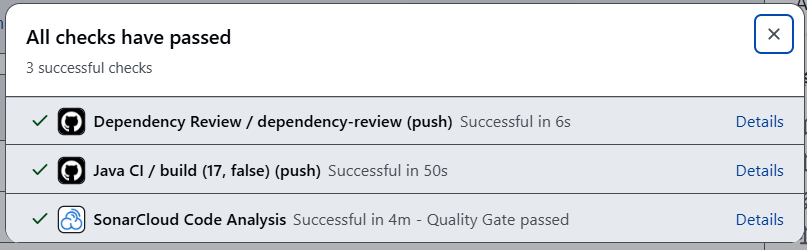 All checks have passed
3 successful checks
Dependency Review / dependency-review (push) Successful in 6s Details
Java CI / build (17, false) (push) Successful in 50s Details
SonarCloud Code Analysis Successful in 4m - Quality Gate passed Details